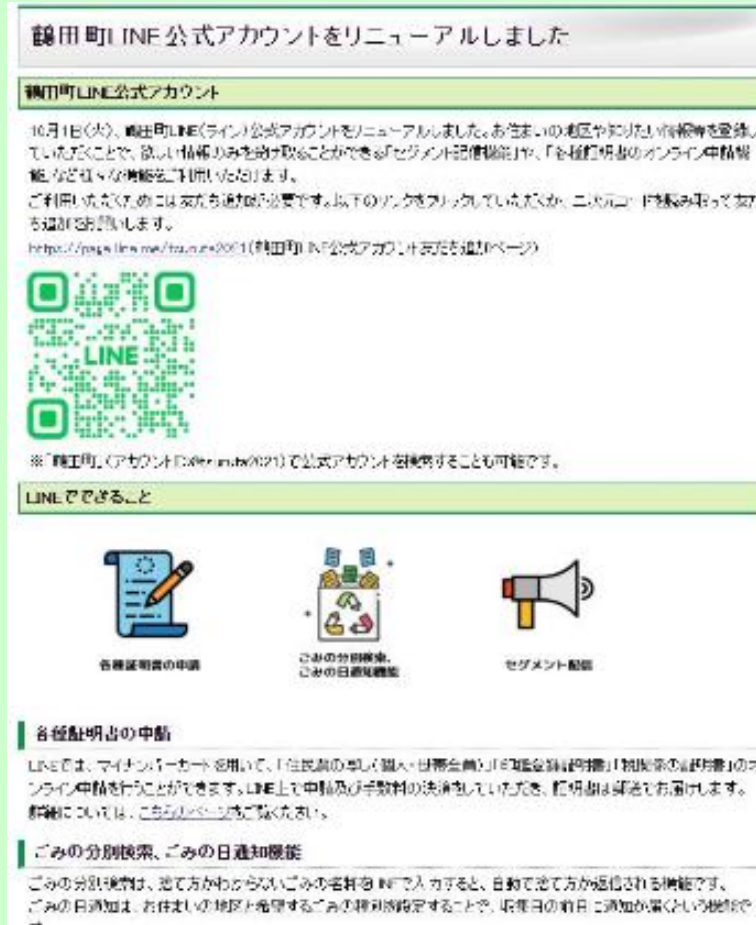 鶴田町LINE公式アカウントをリニューアルしました
鶴田町LINE公式アカウント
10月1日(火)、鶴田町LINE(ライン)公式アカウントをリニューアルしました。お住まいの地区や知りたい情報等を登録し
ていただくことで、欲しい情報のみを受け取ることができる「セグメント配信機能」や、「各種証明書のオンライン申請機
能」など様々な機能をご利用いただけます。
ご利用いただくためには友だち追加が必要です。以下のリンクをクリックしていただくか、二次元コードを読み取って友だ
ち追加をお願いします。
https://page.line.me/tsuruta2021(鶴田町LINE公式アカウント友だち追加ページ)
LINE
※「鶴田町」(アカウントID:@tsuruta2021)で公式アカウントを検索することも可能です。
LINEでできること
各種証明書の申請
ごみの分別検索、
ごみの日通知機能
セグメント配信
各種証明書の申請
LINEでは、マイナンバーカードを用いて、「住民票の写し(個人・世帯全員)」「印鑑登録証明書」「税関係の証明書」のオ
ンライン申請を行うことができます。LINE上で申請及び手数料の決済をしていただき、証明書は郵送でお届けします。
詳細については、こちらのページをご覧ください。
ごみの分別検索、ごみの日通知機能
ごみの分別検索は、捨て方がわからないごみの名称をLINEで入力すると、自動で捨て方が返信される機能です。
ごみの日通知は、お住まいの地区と希望するごみの種別を設定することで、収集日の前日に通知が届くという機能で
す。